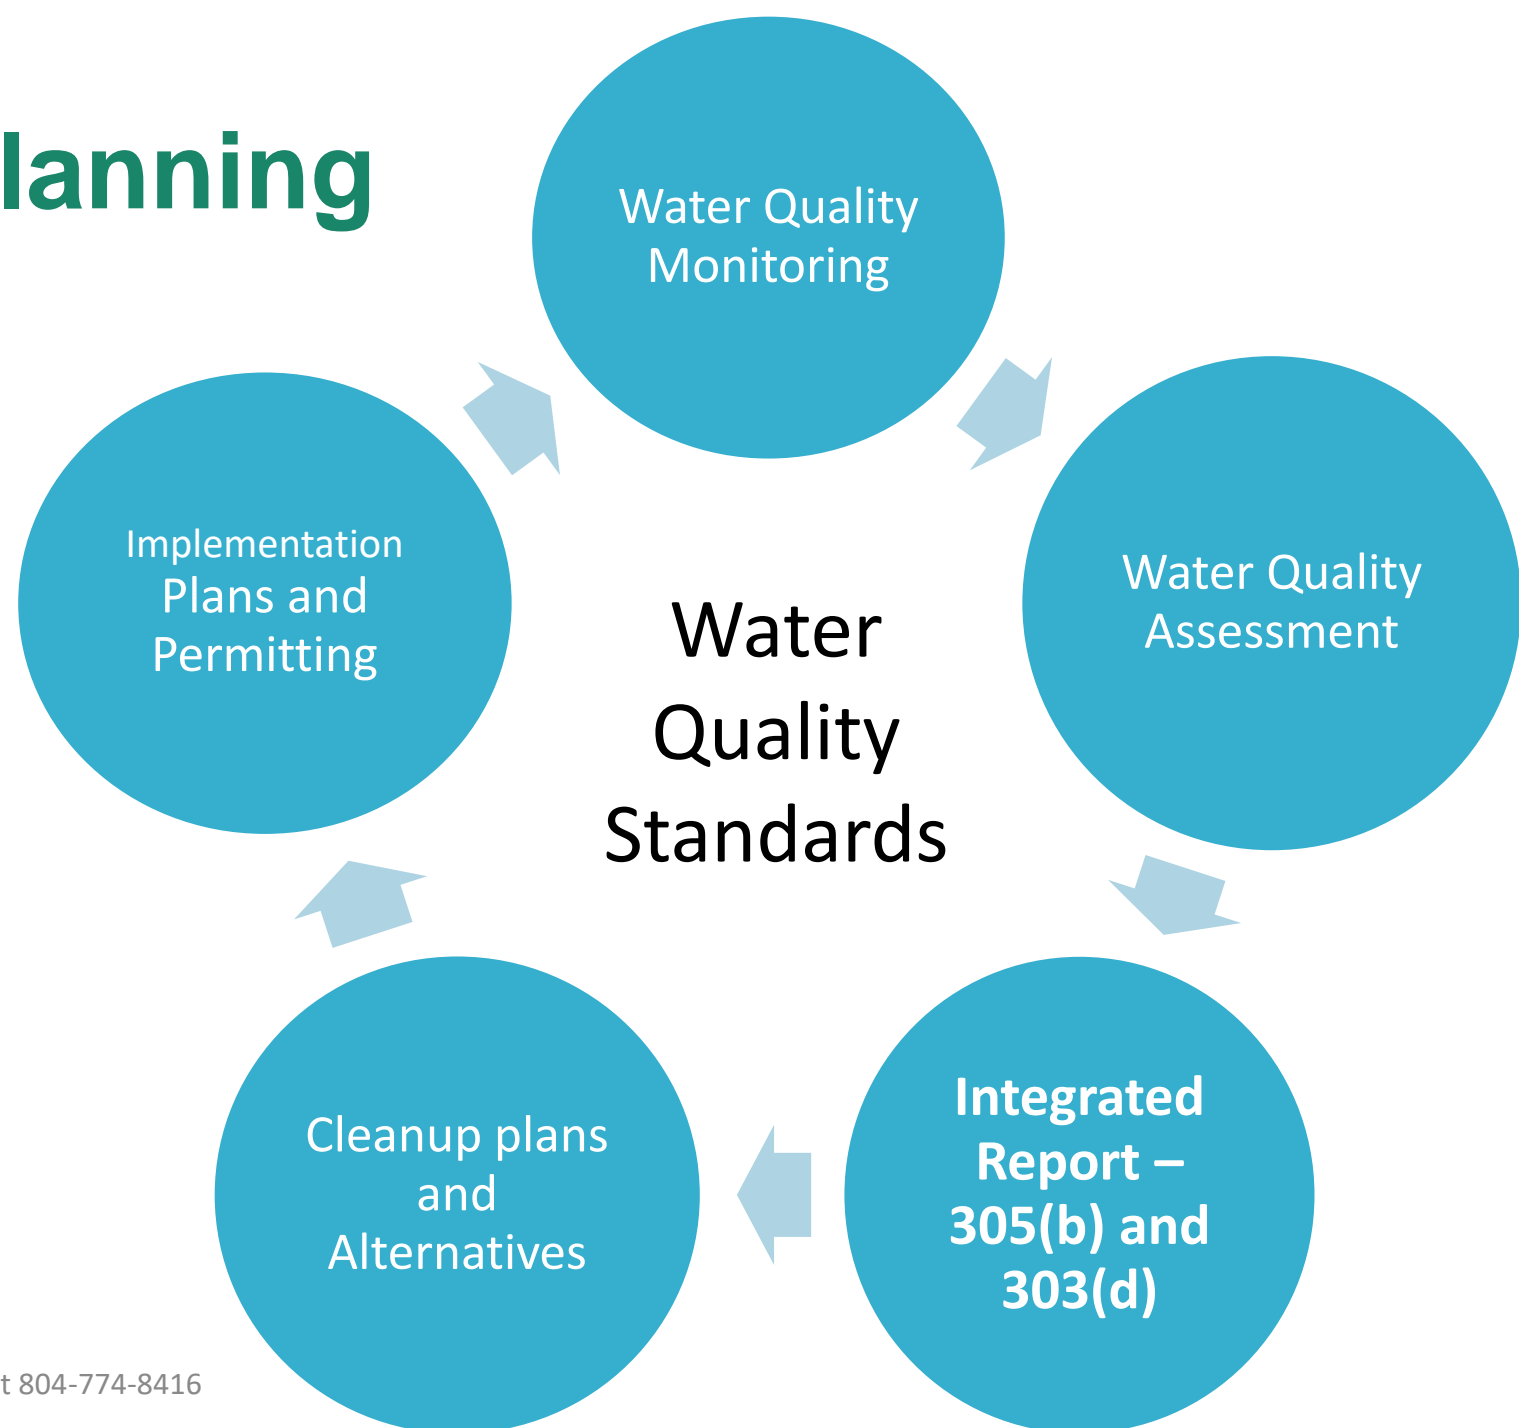 lanning
Water Quality
Monitoring
Water Quality
Assessment
Integrated
Report –
305(b) and
303(d)
Cleanup plans
and
Alternatives
Implementation
Plans and
Permitting
Water
Quality
Standards
t 804-774-8416